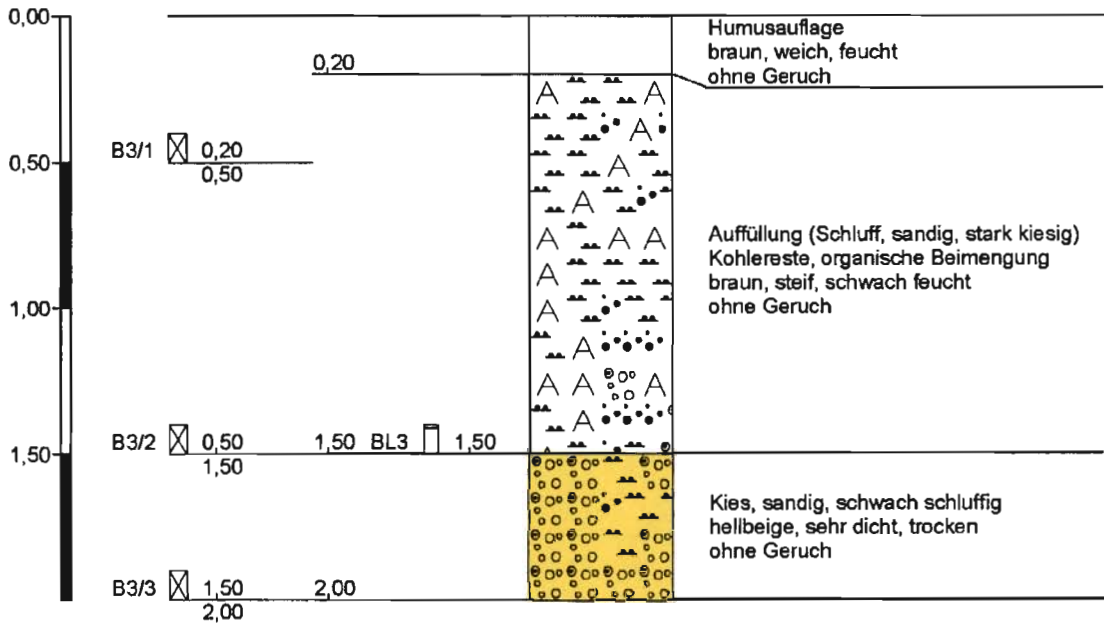 0,00
Humusauflage
braun, weich, feucht
ohne Geruch
0,20
B3/1 0,20
0,50
0,50
Auffüllung (Schluff, sandig, stark kiesig)
Kohlereste, organische Beimengung
braun, steif, schwach feucht
ohne Geruch
1,00
B3/2 0,50 1,50 BL3 1,50
1,50
1,50
Kies, sandig, schwach schluffig
hellbeige, sehr dicht, trocken
ohne Geruch
B3/3 1,50 2,00
2,00